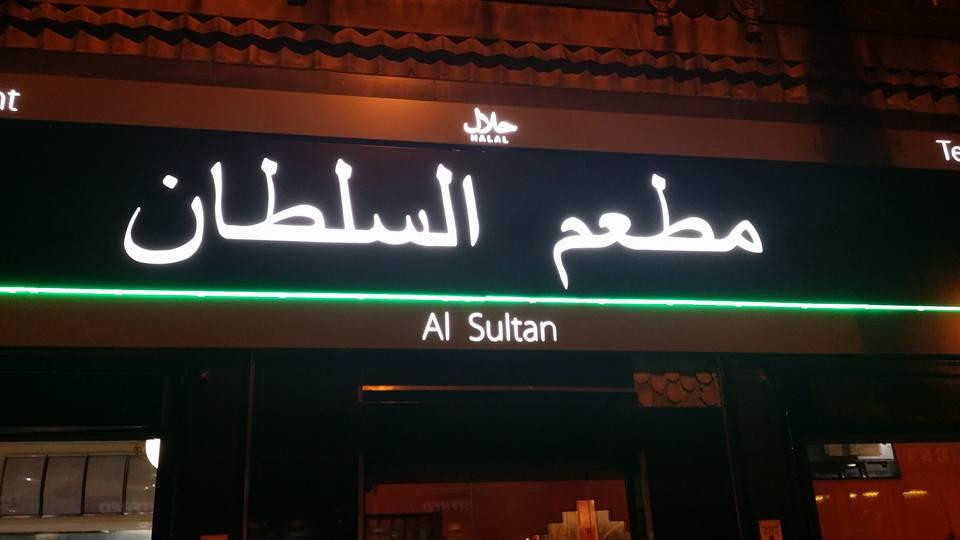 حلال
HALAL
مطعم السلطان
Al Sultan